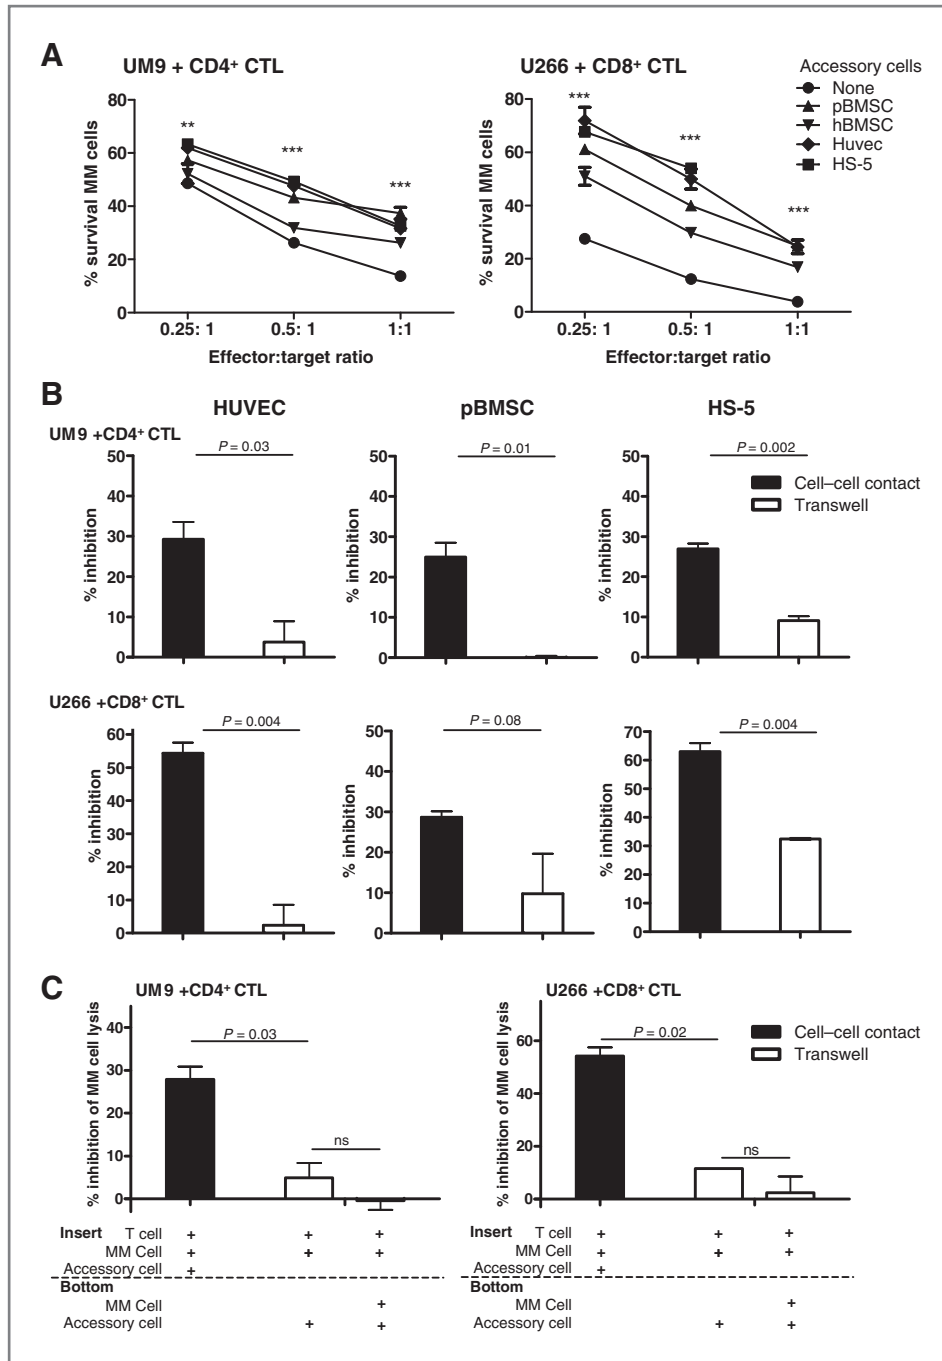 A
UM9 + CD4+ CTL
U266 + CD8+ CTL
Accessory cells
None
pBMSC
hBMSC
Huvec
HS-5
% survival MM cells
80
60
40
20
0
**
***
***
0.25: 1
0.5: 1
1:1
Effector:target ratio
% survival MM cells
80
60
40
20
0
***
***
***
0.25: 1
0.5: 1
1:1
Effector:target ratio
B
HUVEC
pBMSC
HS-5
UM9 +CD4+ CTL
% inhibition
50
40
30
20
10
0
P = 0.03
% inhibition
50
40
30
20
10
0
P = 0.01
% inhibition
50
40
30
20
10
0
P = 0.002
Cell–cell contact
Transwell
U266 +CD8+ CTL
% inhibition
60
50
40
30
20
10
0
P = 0.004
% inhibition
50
40
30
20
10
0
P = 0.08
% inhibition
70
60
50
40
30
20
10
0
P = 0.004
C
UM9 +CD4+ CTL
% inhibition of MM cell lysis
40
30
20
10
0
P = 0.03
ns
U266 +CD8+ CTL
% inhibition of MM cell lysis
60
40
20
0
P = 0.02
ns
Cell–cell contact
Transwell
Insert T cell + + +
MM Cell + + +
Accessory cell +
Bottom
MM Cell +
Accessory cell + +
Insert T cell + + +
MM Cell + + +
Accessory cell +
Bottom
MM Cell +
Accessory cell + +